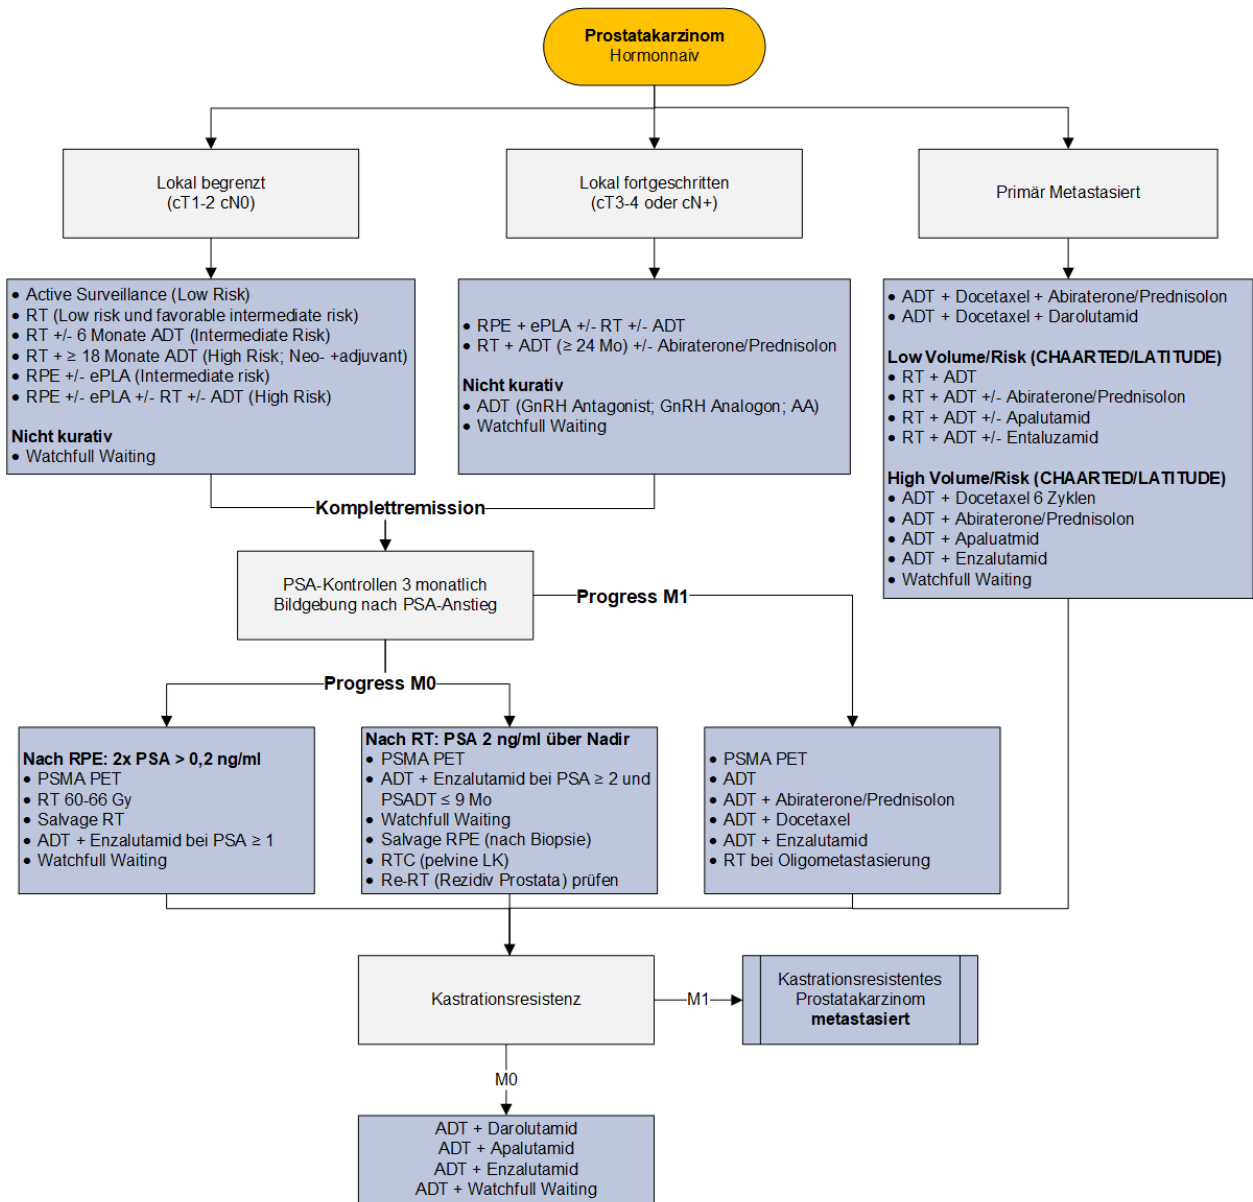 Prostatakarzinom
Hormonnaiv
Lokal begrenzt
(cT1-2 cN0)
Lokal fortgeschritten
(cT3-4 oder cN+)
Primär Metastasiert
• Active Surveillance (Low Risk)
• RT (Low risk und favorable intermediate risk)
• RT +/- 6 Monate ADT (Intermediate Risk)
• RT + ≥ 18 Monate ADT (High Risk; Neo- +adjuvant)
• RPE +/- ePLA (Intermediate risk)
• RPE +/- ePLA +/- RT +/- ADT (High Risk)
Nicht kurativ
• Watchfull Waiting
• RPE + ePLA +/- RT +/- ADT
• RT + ADT (≥ 24 Mo) +/- Abiraterone/Prednisolon
Nicht kurativ
• ADT (GnRH Antagonist; GnRH Analogon; AA)
• Watchfull Waiting
• ADT + Docetaxel + Abiraterone/Prednisolon
• ADT + Docetaxel + Darolutamid
Low Volume/Risk (CHAARTED/LATITUDE)
• RT + ADT
• RT + ADT +/- Abiraterone/Prednisolon
• RT + ADT +/- Apalutamid
• RT + ADT +/- Entaluzamid
High Volume/Risk (CHAARTED/LATITUDE)
• ADT + Docetaxel 6 Zyklen
• ADT + Abiraterone/Prednisolon
• ADT + Apaluatmid
• ADT + Enzalutamid
• Watchfull Waiting
Komplettremission
PSA-Kontrollen 3 monatlich
Bildgebung nach PSA-Anstieg
Progress M1
Progress M0
Nach RPE: 2x PSA > 0,2 ng/ml
• PSMA PET
• RT 60-66 Gy
• Salvage RT
• ADT + Enzalutamid bei PSA ≥ 1
• Watchfull Waiting
Nach RT: PSA 2 ng/ml über Nadir
• PSMA PET
• ADT + Enzalutamid bei PSA ≥ 2 und
PSADT ≤ 9 Mo
• Watchfull Waiting
• Salvage RPE (nach Biopsie)
• RTC (pelvine LK)
• Re-RT (Rezidiv Prostata) prüfen
• PSMA PET
• ADT
• ADT + Abiraterone/Prednisolon
• ADT + Docetaxel
• ADT + Enzalutamid
• RT bei Oligometastasierung
Kastrationsresistenz
M1
Kastrationsresistentes
Prostatakarzinom
metastasiert
M0
ADT + Darolutamid
ADT + Apalutamid
ADT + Enzalutamid
ADT + Watchfull Waiting